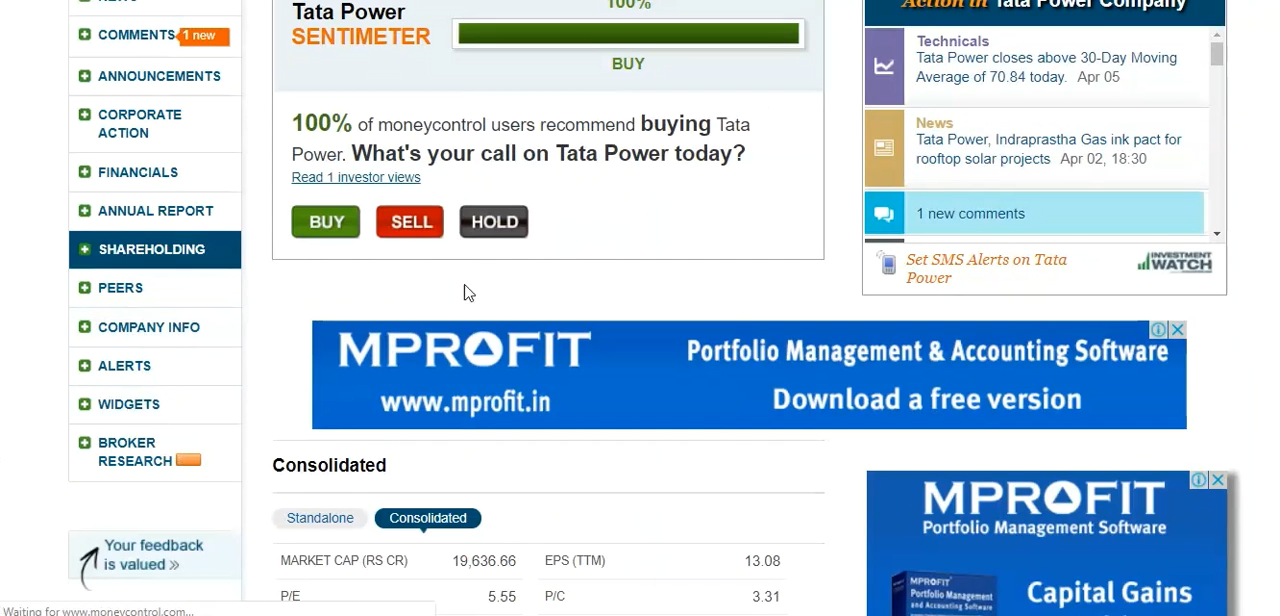 COMMENTS 1 new
ANNOUNCEMENTS
CORPORATE
ACTION
FINANCIALS
ANNUAL REPORT
SHAREHOLDING
PEERS
COMPANY INFO
ALERTS
WIDGETS
BROKER
RESEARCH
Your feedback
is valued »
Waiting for www.moneycontrol.com...
Tata Power
SENTIMETER
100%
BUY
100% of moneycontrol users recommend buying Tata
Power. What's your call on Tata Power today?
Read 1 investor views
BUY SELL HOLD
Action in Tata Power Company
Technicals
Tata Power closes above 30-Day Moving
Average of 70.84 today. Apr 05
News
Tata Power, Indraprastha Gas ink pact for
rooftop solar projects Apr 02, 18:30
1 new comments
Set SMS Alerts on Tata
Power
INVESTMENT
WATCH
MPROFIT
www.mprofit.in
Portfolio Management & Accounting Software
Download a free version
Consolidated
Standalone Consolidated
MARKET CAP (RS CR) 19,636.66 EPS (TTM) 13.08
P/E 5.55 P/C 3.31
MPROFIT
Portfolio Management Software
MPROFIT
Portfolio Management
and Accounting Software
Capital Gains